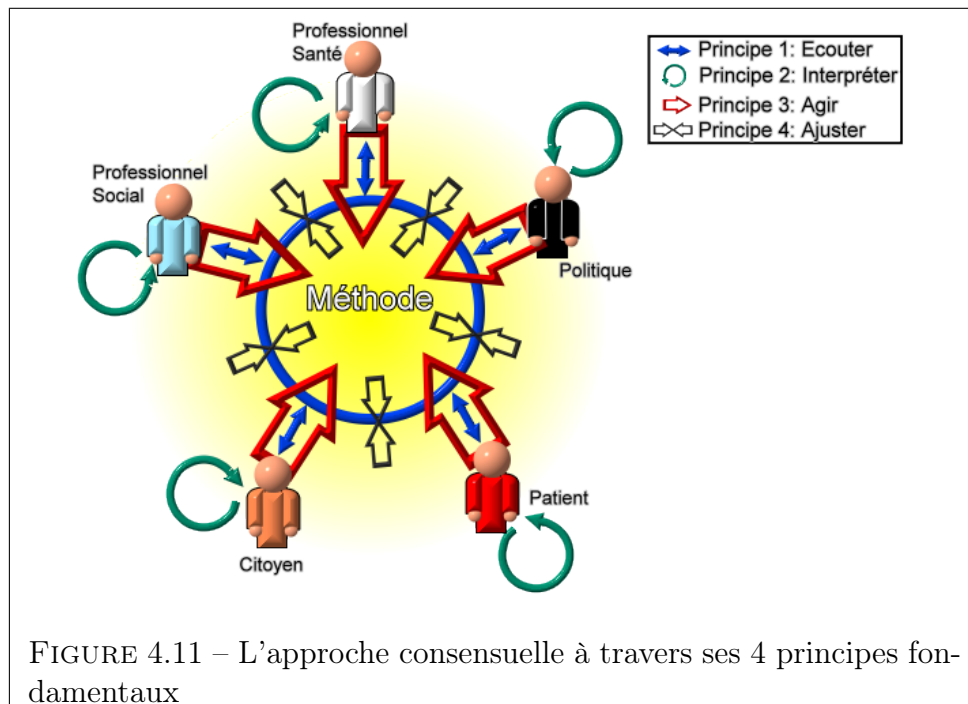 Professionnel
Santé
Principe 1: Ecouter
Principe 2: Interpréter
Principe 3: Agir
Principe 4: Ajuster
Professionnel
Social
Politique
Méthode
Patient
Citoyen
FIGURE 4.11 – L'approche consensuelle à travers ses 4 principes fon-
damentaux